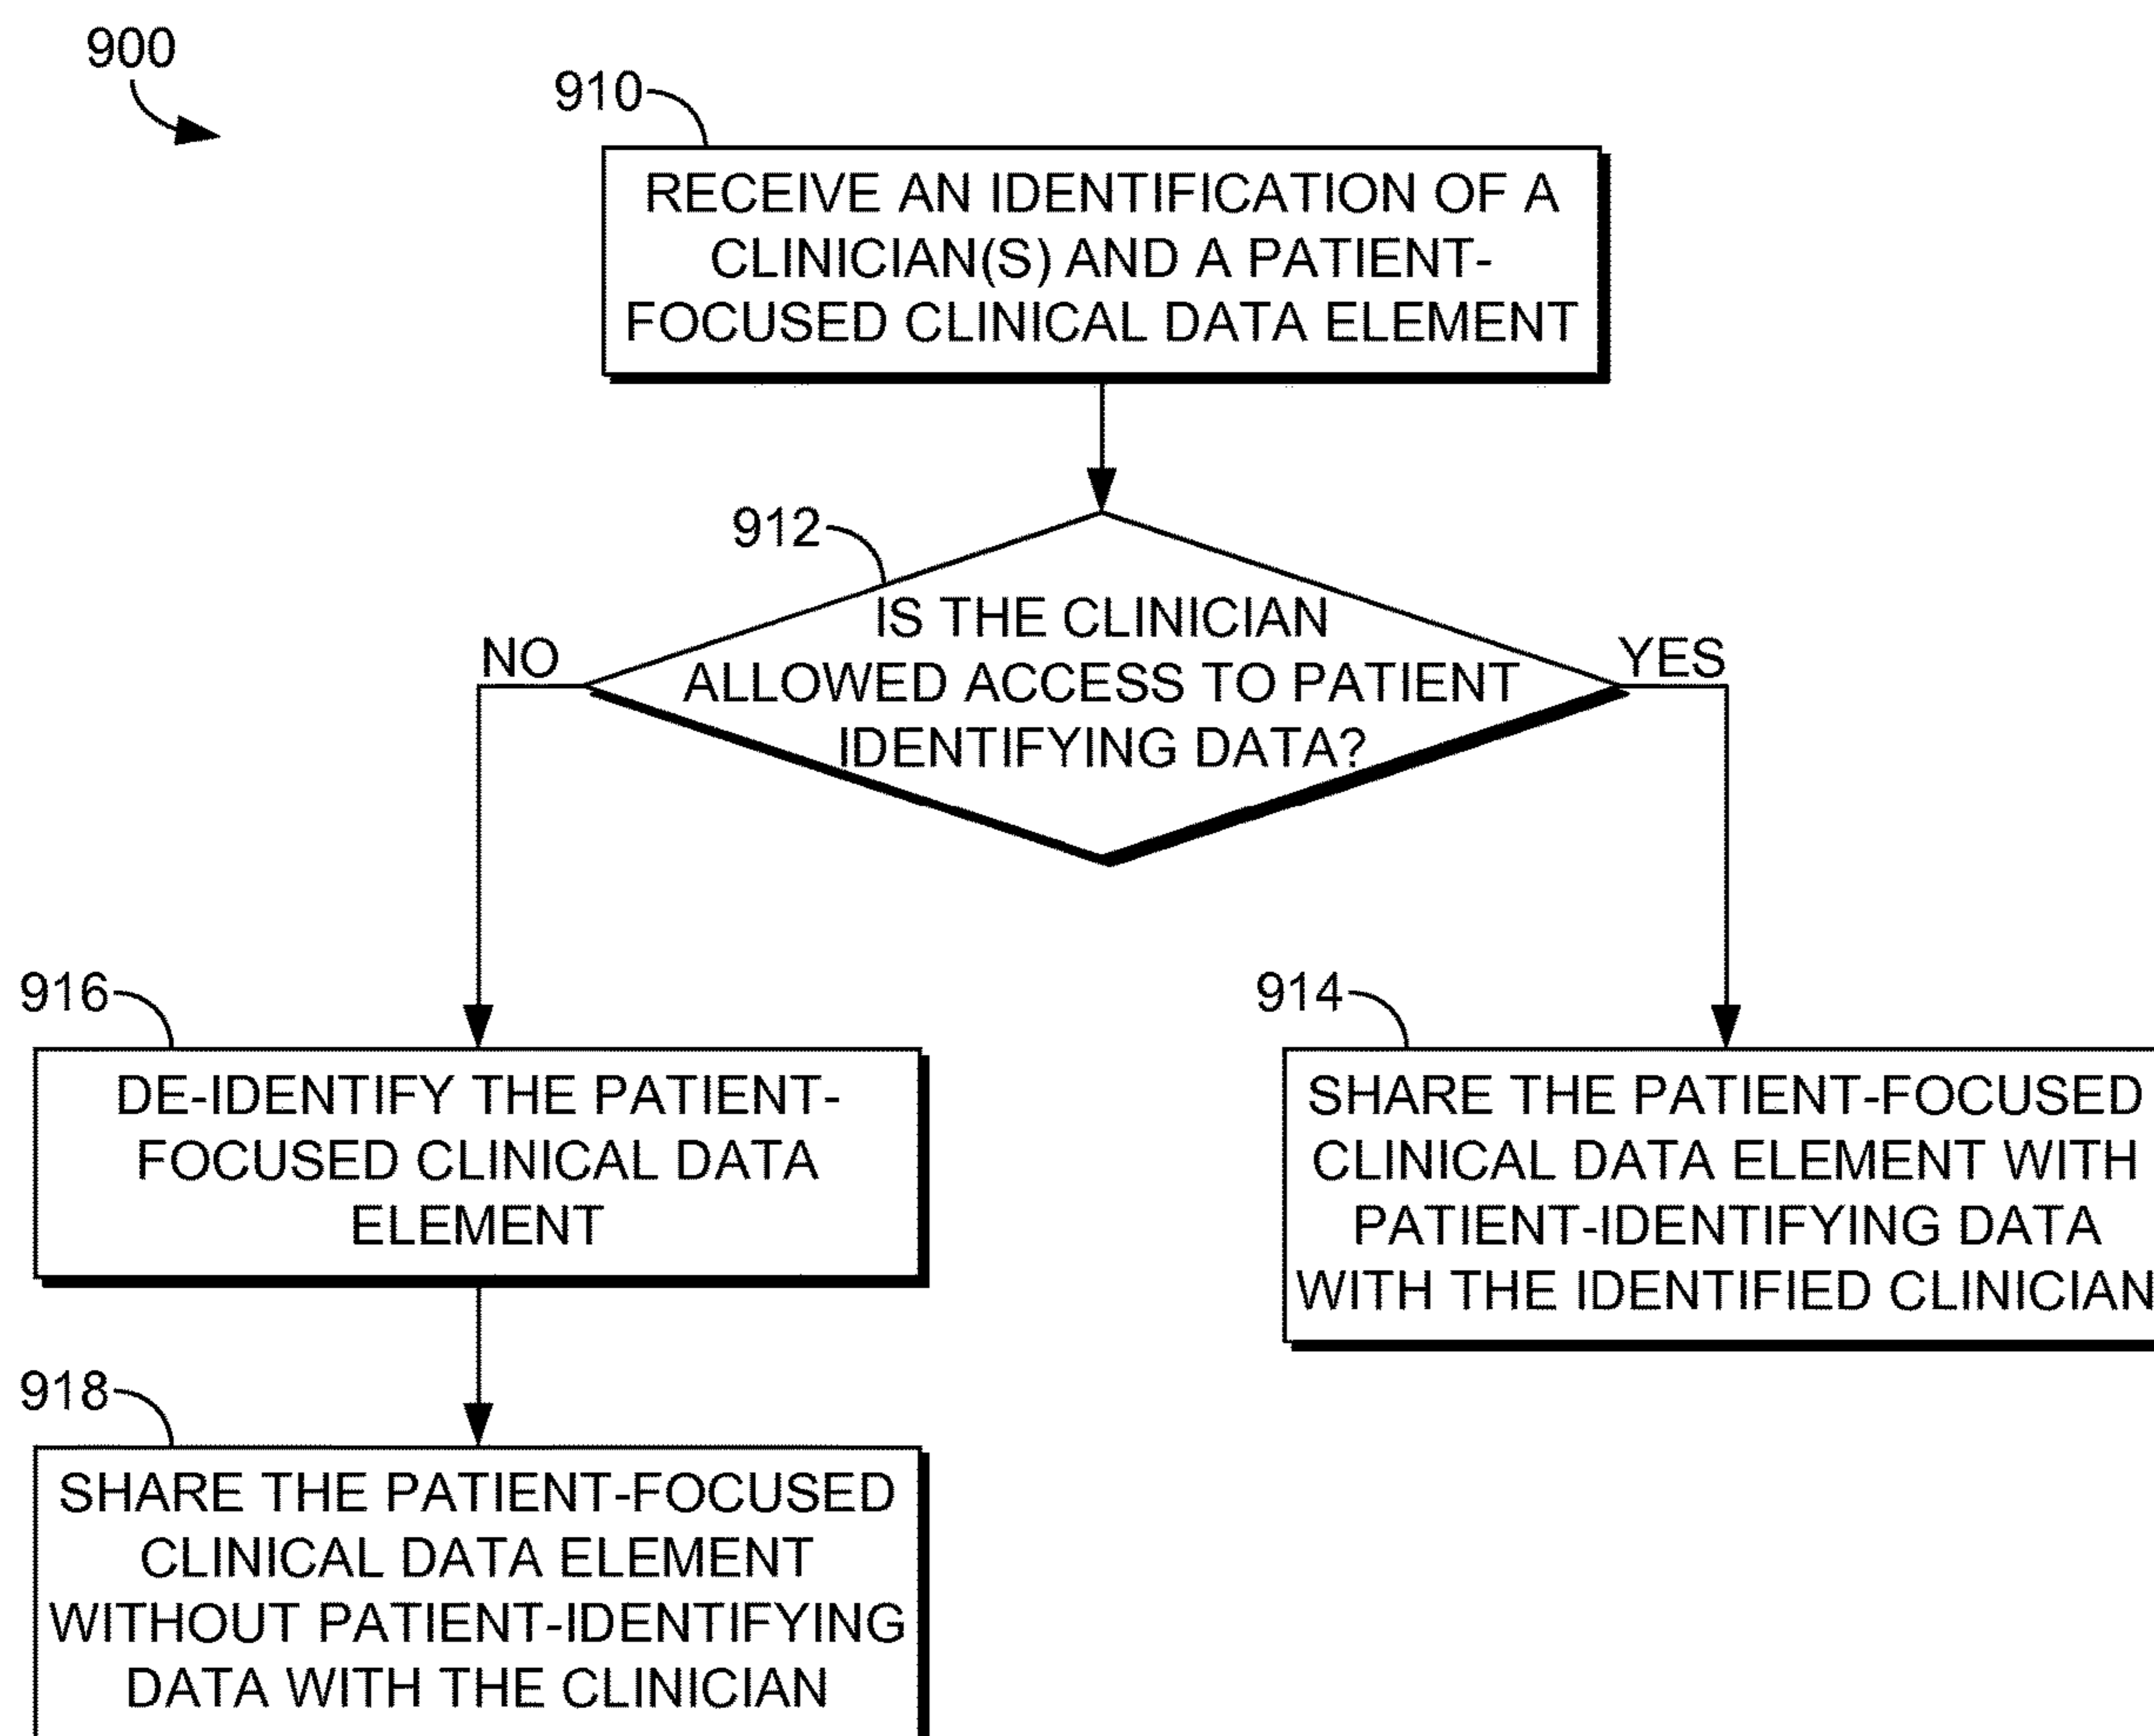 900
910
RECEIVE AN IDENTIFICATION OF A
CLINICIAN(S) AND A PATIENT-
FOCUSED CLINICAL DATA ELEMENT
912
IS THE CLINICIAN
ALLOWED ACCESS TO PATIENT
IDENTIFYING DATA?
NO
YES
916
DE-IDENTIFY THE PATIENT-
FOCUSED CLINICAL DATA
ELEMENT
914
SHARE THE PATIENT-FOCUSED
CLINICAL DATA ELEMENT WITH
PATIENT-IDENTIFYING DATA
WITH THE IDENTIFIED CLINICIAN
918
SHARE THE PATIENT-FOCUSED
CLINICAL DATA ELEMENT
WITHOUT PATIENT-IDENTIFYING
DATA WITH THE CLINICIAN